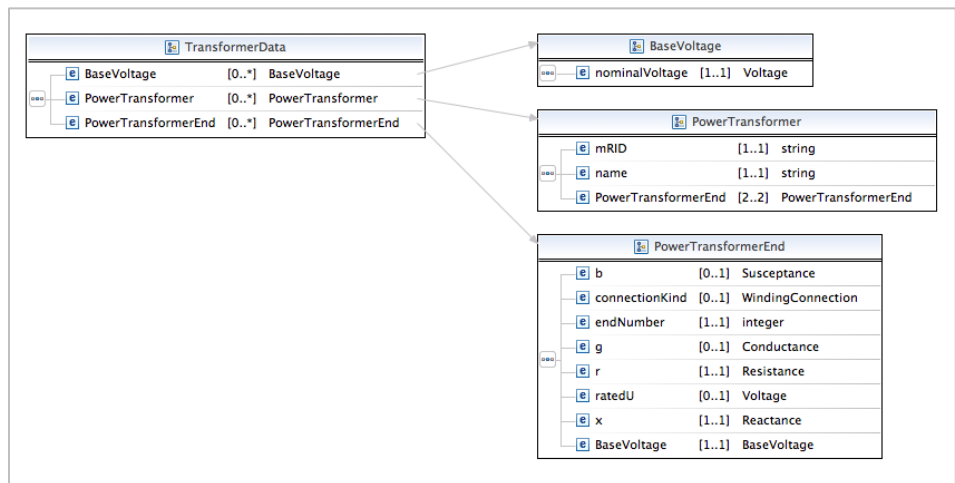 TransformerData
e BaseVoltage [0..*] BaseVoltage
e PowerTransformer [0..*] PowerTransformer
e PowerTransformerEnd [0..*] PowerTransformerEnd
BaseVoltage
e nominalVoltage [1..1] Voltage
PowerTransformer
e mRID [1..1] string
e name [1..1] string
e PowerTransformerEnd [2..2] PowerTransformerEnd
PowerTransformerEnd
e b [0..1] Susceptance
e connectionKind [0..1] WindingConnection
e endNumber [1..1] integer
e g [0..1] Conductance
e r [1..1] Resistance
e ratedU [0..1] Voltage
e x [1..1] Reactance
e BaseVoltage [1..1] BaseVoltage